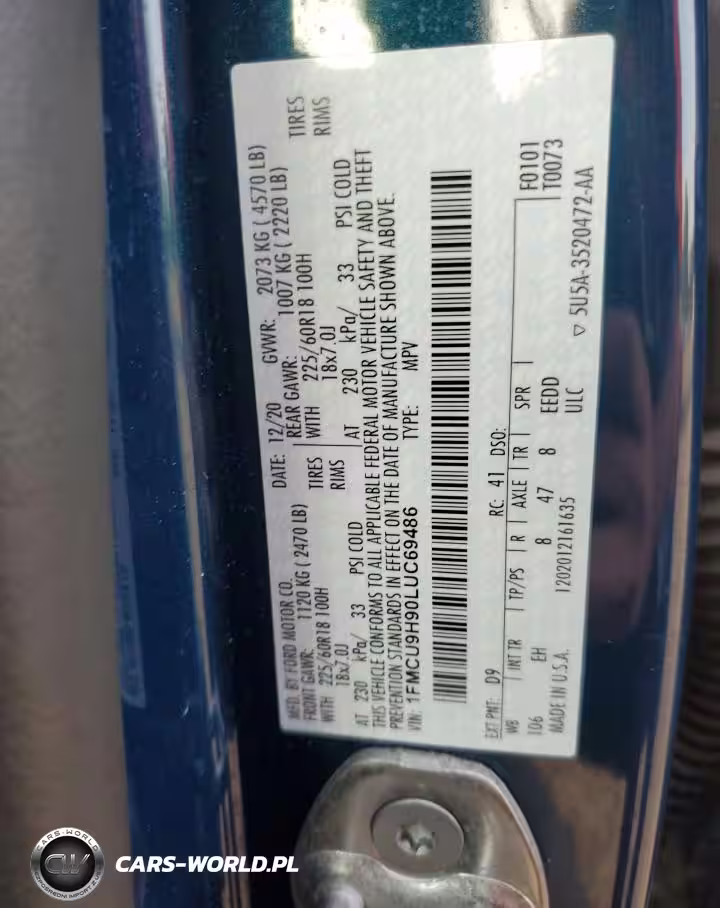 MFD. BY FORD MOTOR CO.
DATE: 12/20 GVWR: 2073 KG ( 4570 LB)
FRONT GAWR: 1120 KG ( 2470 LB)
REAR GAWR: 1007 KG ( 2220 LB)
WITH 225/60R18 100H TIRES
WITH 225/60R18 100H TIRES
18x7.0J RIMS
18x7.0J RIMS
AT 230 kPa/ 33 PSI COLD
AT 230 kPa/ 33 PSI COLD
THIS VEHICLE CONFORMS TO ALL APPLICABLE FEDERAL MOTOR VEHICLE SAFETY AND THEFT
PREVENTION STANDARDS IN EFFECT ON THE DATE OF MANUFACTURE SHOWN ABOVE.
VIN: 1FMCU9H90LUC69486 TYPE: MPV
EXT PNT: D9 RC: 41 DSO: F0101
T0073
WB INT TR TP/PS R AXLE TR SPR
106 EH 8 47 8 EEDD
MADE IN U.S.A. 1202012161635 ULC ▽ 5U5A-3520472-AA
CARS-WORLD
CW
CARS-WORLD.PL